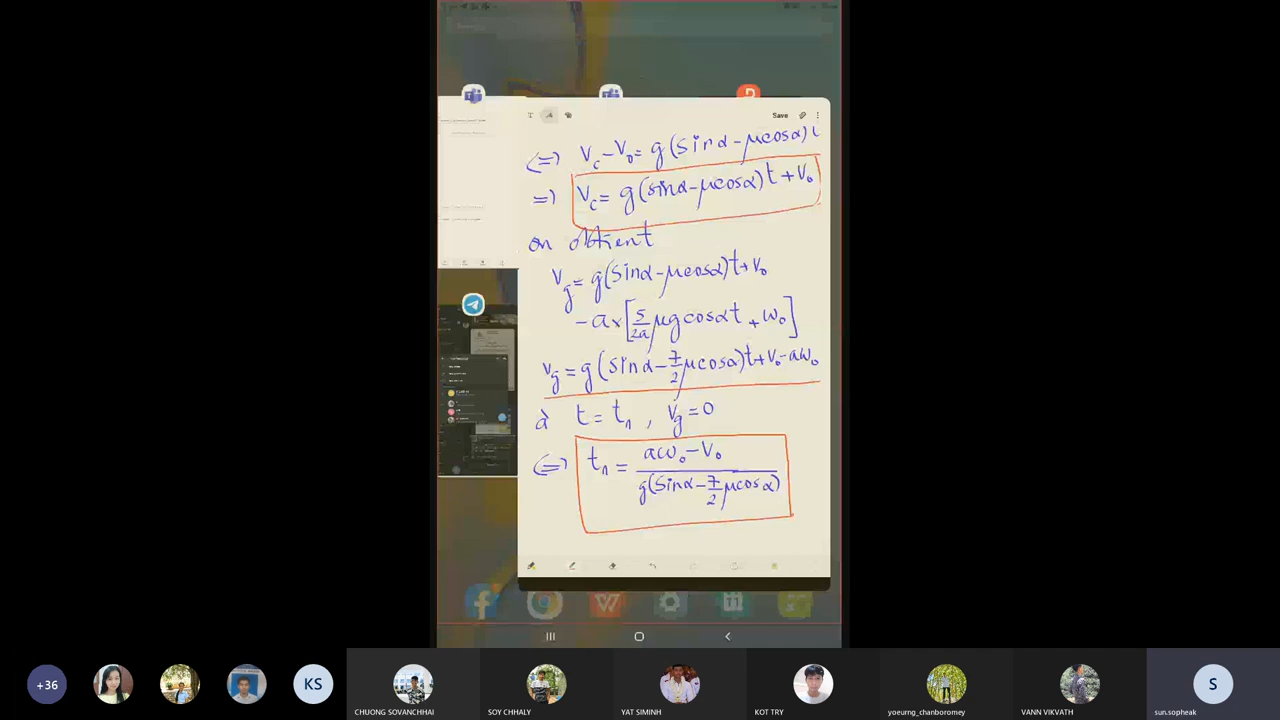 Save
⇔ V_c - V_0 = g(sinα - μcosα)t
⇒ V_c = g(sinα - μcosα)t + V_0
on obtient
V_g = g(sinα - μcosα)t + V_0
- a × [5/2a μg cosα t + ω_0]
V_g = g(sinα - 7/2 μcosα)t + V_0 - aω_0
à t = t_1, V_g = 0
⇔ t_1 = aω_0 - V_0 / g(sinα - 7/2 μcosα)
+36
KS
S
CHUONG SOVANCHHAI
SOY CHHALY
YAT SIMINH
KOT TRY
yoeurng_chanboromey
VANN VIKVATH
sun.sopheak